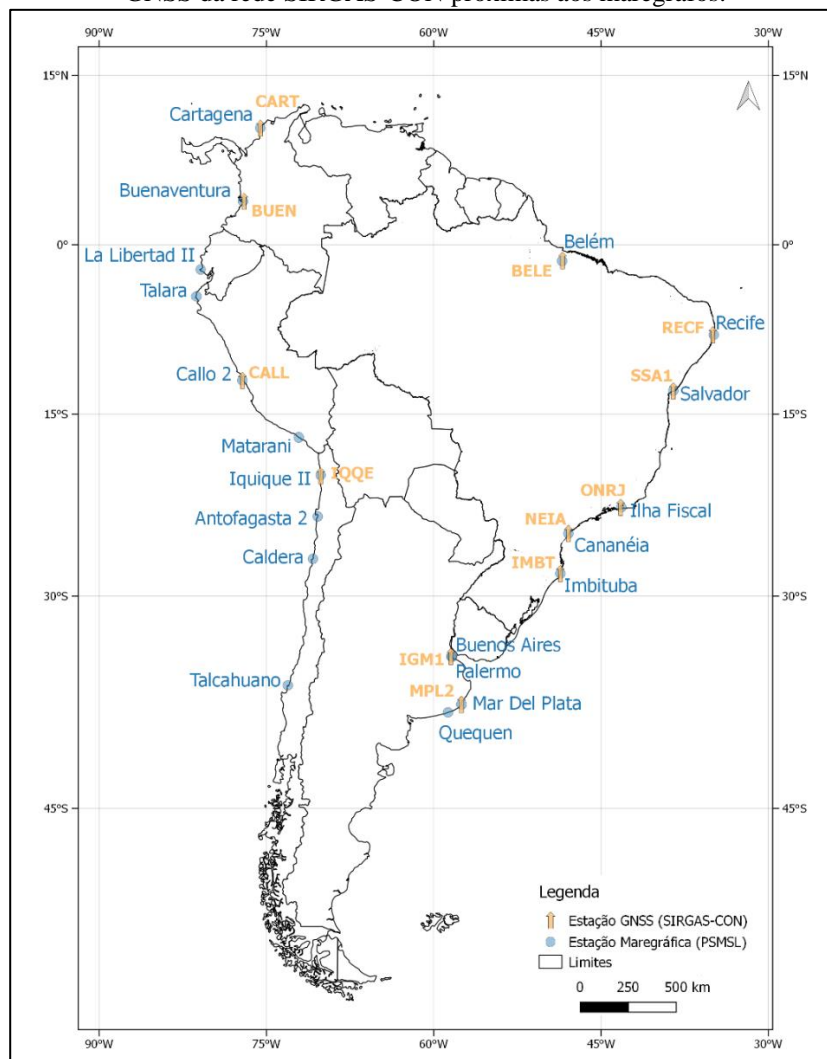 GNSS da rede SIRGAS-CON próximas aos marégrafos.
90°W 75°W 60°W 45°W 30°W
15°N 15°N
CART
Cartagena
Buenaventura
BUEN
0° 0°
La Libertad II
Belém
BELE
Talara
RECF Recife
Callo 2 CALL
SSA1
Salvador
15°S 15°S
Matarani
Iquique II IQQE
ONRJ
Ilha Fiscal
Antofagasta 2
NEIA
Cananéia
Caldera
IMBT
Imbituba
30°S 30°S
Buenos Aires
IGM1
Palermo
Talcahuano
MPL2
Mar Del Plata
Quequen
45°S 45°S
Legenda
Estação GNSS (SIRGAS-CON)
Estação Maregráfica (PSMSL)
Limites
0 250 500 km
90°W 75°W 60°W 45°W 30°W